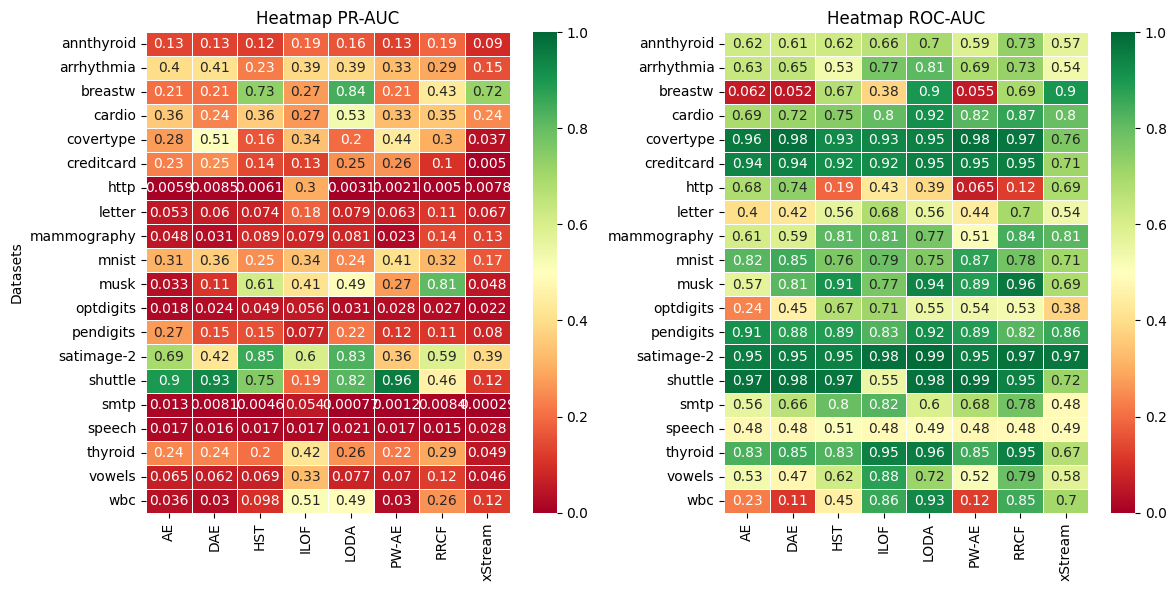 Heatmap PR-AUC
Datasets
annthyroid 0.13 0.13 0.12 0.19 0.16 0.13 0.19 0.09
arrhythmia 0.4 0.41 0.23 0.39 0.39 0.33 0.29 0.15
breastw 0.21 0.21 0.73 0.27 0.84 0.21 0.43 0.72
cardio 0.36 0.24 0.36 0.27 0.53 0.33 0.35 0.24
covertype 0.28 0.51 0.16 0.34 0.2 0.44 0.3 0.037
creditcard 0.23 0.25 0.14 0.13 0.25 0.26 0.1 0.005
http 0.0059 0.0085 0.0061 0.3 0.0031 0.0021 0.005 0.0078
letter 0.053 0.06 0.074 0.18 0.079 0.063 0.11 0.067
mammography 0.048 0.031 0.089 0.079 0.081 0.023 0.14 0.13
mnist 0.31 0.36 0.25 0.34 0.24 0.41 0.32 0.17
musk 0.033 0.11 0.61 0.41 0.49 0.27 0.81 0.048
optdigits 0.018 0.024 0.049 0.056 0.031 0.028 0.027 0.022
pendigits 0.27 0.15 0.15 0.077 0.22 0.12 0.11 0.08
satimage-2 0.69 0.42 0.85 0.6 0.83 0.36 0.59 0.39
shuttle 0.9 0.93 0.75 0.19 0.82 0.96 0.46 0.12
smtp 0.013 0.0081 0.0046 0.054 0.00077 0.0012 0.0084 0.00029
speech 0.017 0.016 0.017 0.017 0.021 0.017 0.015 0.028
thyroid 0.24 0.24 0.2 0.42 0.26 0.22 0.29 0.049
vowels 0.065 0.062 0.069 0.33 0.077 0.07 0.12 0.046
wbc 0.036 0.03 0.098 0.51 0.49 0.03 0.26 0.12
AE DAE HST ILOF LODA PW-AE RRCF xStream
1.0
0.8
0.6
0.4
0.2
0.0
Heatmap ROC-AUC
annthyroid 0.62 0.61 0.62 0.66 0.7 0.59 0.73 0.57
arrhythmia 0.63 0.65 0.53 0.77 0.81 0.69 0.73 0.54
breastw 0.062 0.052 0.67 0.38 0.9 0.055 0.69 0.9
cardio 0.69 0.72 0.75 0.8 0.92 0.82 0.87 0.8
covertype 0.96 0.98 0.93 0.93 0.95 0.98 0.97 0.76
creditcard 0.94 0.94 0.92 0.92 0.95 0.95 0.95 0.71
http 0.68 0.74 0.19 0.43 0.39 0.065 0.12 0.69
letter 0.4 0.42 0.56 0.68 0.56 0.44 0.7 0.54
mammography 0.61 0.59 0.81 0.81 0.77 0.51 0.84 0.81
mnist 0.82 0.85 0.76 0.79 0.75 0.87 0.78 0.71
musk 0.57 0.81 0.91 0.77 0.94 0.89 0.96 0.69
optdigits 0.24 0.45 0.67 0.71 0.55 0.54 0.53 0.38
pendigits 0.91 0.88 0.89 0.83 0.92 0.89 0.82 0.86
satimage-2 0.95 0.95 0.95 0.98 0.99 0.95 0.97 0.97
shuttle 0.97 0.98 0.97 0.55 0.98 0.99 0.95 0.72
smtp 0.56 0.66 0.8 0.82 0.6 0.68 0.78 0.48
speech 0.48 0.48 0.51 0.48 0.49 0.48 0.48 0.49
thyroid 0.83 0.85 0.83 0.95 0.96 0.85 0.95 0.67
vowels 0.53 0.47 0.62 0.88 0.72 0.52 0.79 0.58
wbc 0.23 0.11 0.45 0.86 0.93 0.12 0.85 0.7
AE DAE HST ILOF LODA PW-AE RRCF xStream
1.0
0.8
0.6
0.4
0.2
0.0